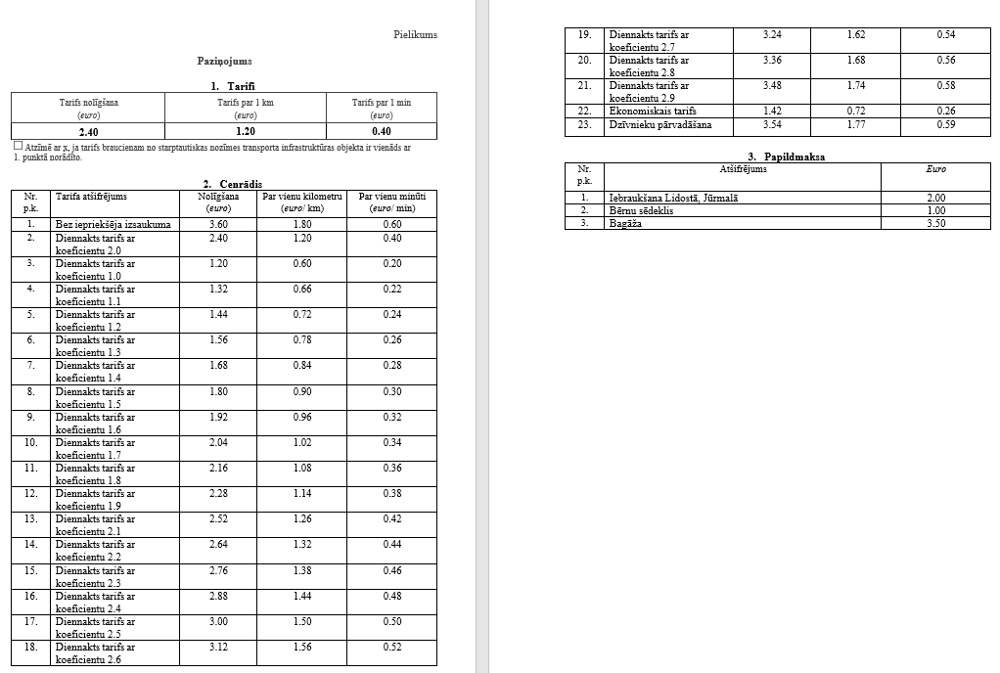 Pielikums
Paziņojums
1. Tarifi
Tarifs nolīgšana Tarifs par 1 km Tarifs par 1 min
(euro) (euro) (euro)
2.40 1.20 0.40
☐ Atzīmē ar x, ja tarifs braucienam no starptautiskas nozīmes transporta infrastruktūras objekta ir vienāds ar
1. punktā norādīto.
2. Cenrādis
Nr. Tarifa atšifrējums Nolīgšana Par vienu kilometru Par vienu minūti
p.k. (euro) (euro/ km) (euro/ min)
1. Bez iepriekšēja izsaukuma 3.60 1.80 0.60
2. Diennakts tarifs ar 2.40 1.20 0.40
koeficientu 2.0
3. Diennakts tarifs ar 1.20 0.60 0.20
koeficientu 1.0
4. Diennakts tarifs ar 1.32 0.66 0.22
koeficientu 1.1
5. Diennakts tarifs ar 1.44 0.72 0.24
koeficientu 1.2
6. Diennakts tarifs ar 1.56 0.78 0.26
koeficientu 1.3
7. Diennakts tarifs ar 1.68 0.84 0.28
koeficientu 1.4
8. Diennakts tarifs ar 1.80 0.90 0.30
koeficientu 1.5
9. Diennakts tarifs ar 1.92 0.96 0.32
koeficientu 1.6
10. Diennakts tarifs ar 2.04 1.02 0.34
koeficientu 1.7
11. Diennakts tarifs ar 2.16 1.08 0.36
koeficientu 1.8
12. Diennakts tarifs ar 2.28 1.14 0.38
koeficientu 1.9
13. Diennakts tarifs ar 2.52 1.26 0.42
koeficientu 2.1
14. Diennakts tarifs ar 2.64 1.32 0.44
koeficientu 2.2
15. Diennakts tarifs ar 2.76 1.38 0.46
koeficientu 2.3
16. Diennakts tarifs ar 2.88 1.44 0.48
koeficientu 2.4
17. Diennakts tarifs ar 3.00 1.50 0.50
koeficientu 2.5
18. Diennakts tarifs ar 3.12 1.56 0.52
koeficientu 2.6
19. Diennakts tarifs ar 3.24 1.62 0.54
koeficientu 2.7
20. Diennakts tarifs ar 3.36 1.68 0.56
koeficientu 2.8
21. Diennakts tarifs ar 3.48 1.74 0.58
koeficientu 2.9
22. Ekonomiskais tarifs 1.42 0.72 0.26
23. Dzīvnieku pārvadāšana 3.54 1.77 0.59
3. Papildmaksa
Nr. Atšifrējums Euro
p.k.
1. Iebraukšana Lidostā, Jūrmalā 2.00
2. Bērnu sēdeklis 1.00
3. Bagāža 3.50